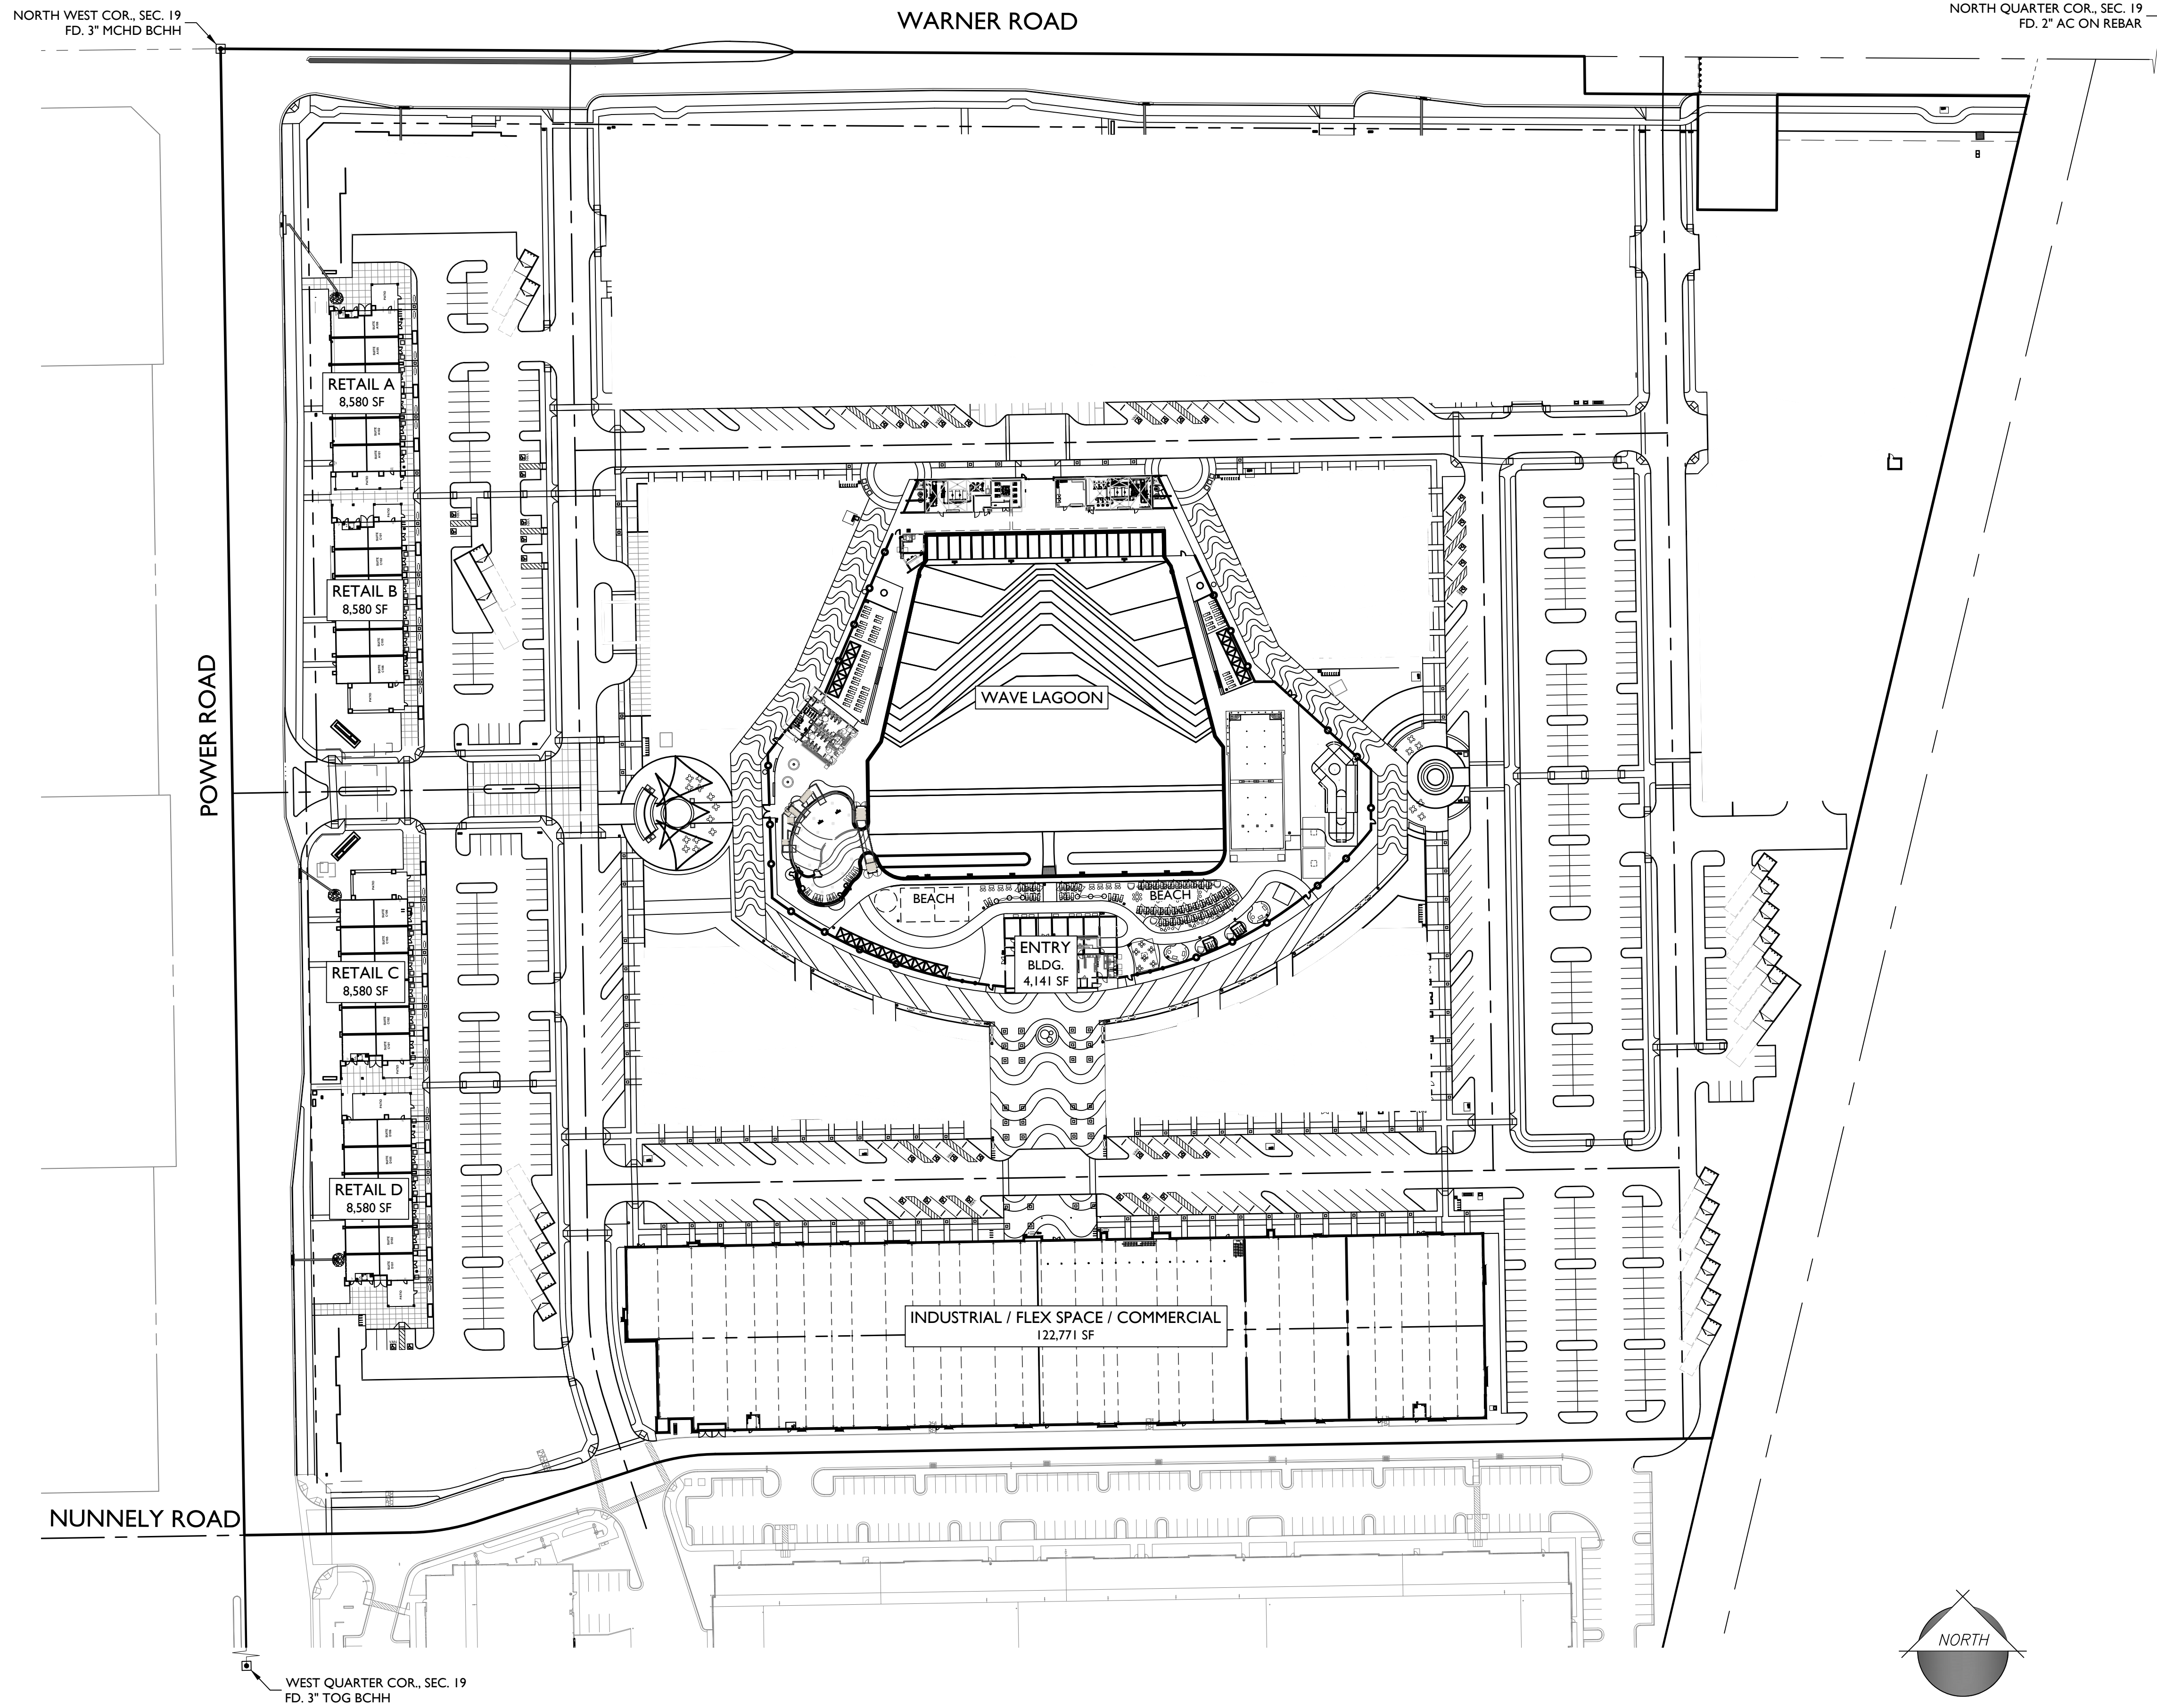 NORTH WEST COR., SEC. 19
FD. 3" MCHD BCHH
WARNER ROAD
NORTH QUARTER COR., SEC. 19
FD. 2" AC ON REBAR
RETAIL A
8,580 SF
RETAIL B
8,580 SF
POWER ROAD
WAVE LAGOON
BEACH
BEACH
ENTRY
BLDG.
4,141 SF
RETAIL C
8,580 SF
RETAIL D
8,580 SF
INDUSTRIAL / FLEX SPACE / COMMERCIAL
122,771 SF
NUNNELY ROAD
NORTH
WEST QUARTER COR., SEC. 19
FD. 3" TOG BCHH